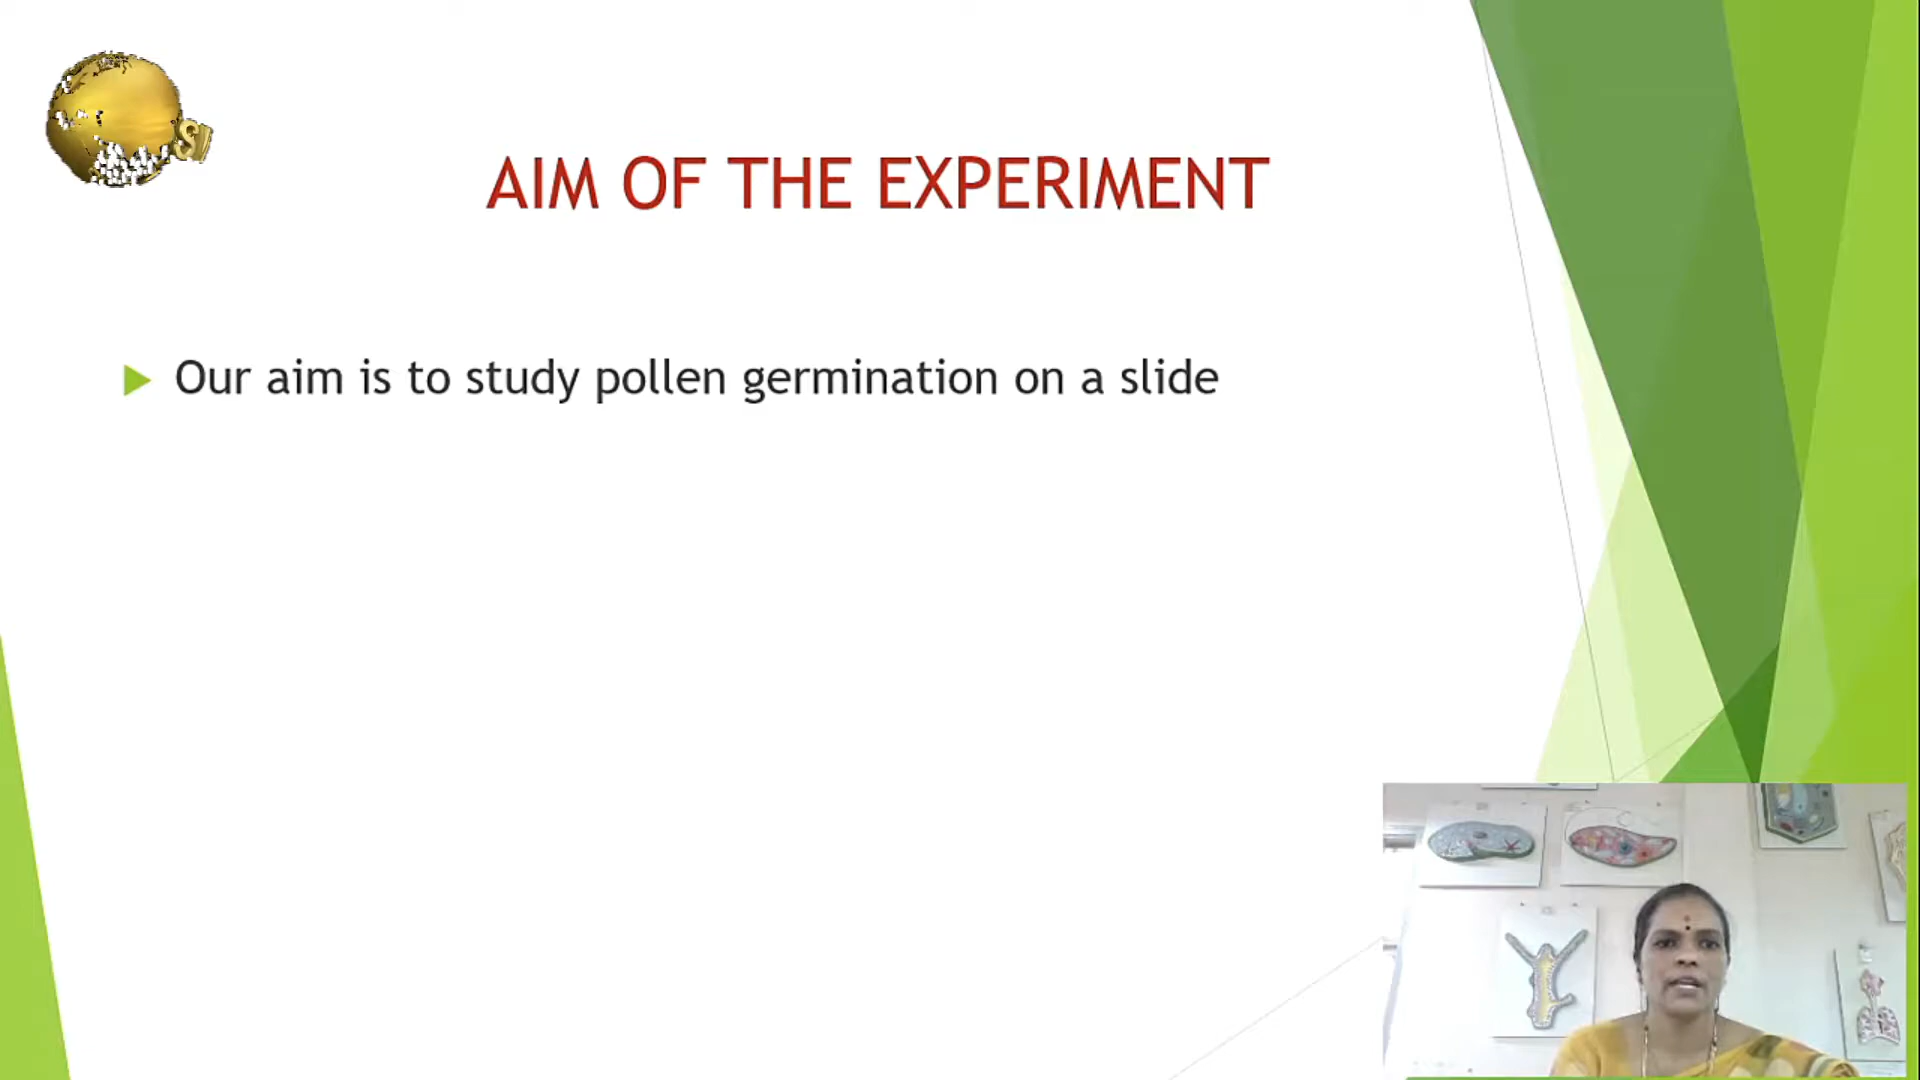 AIM OF THE EXPERIMENT
Our aim is to study pollen germination on a slide